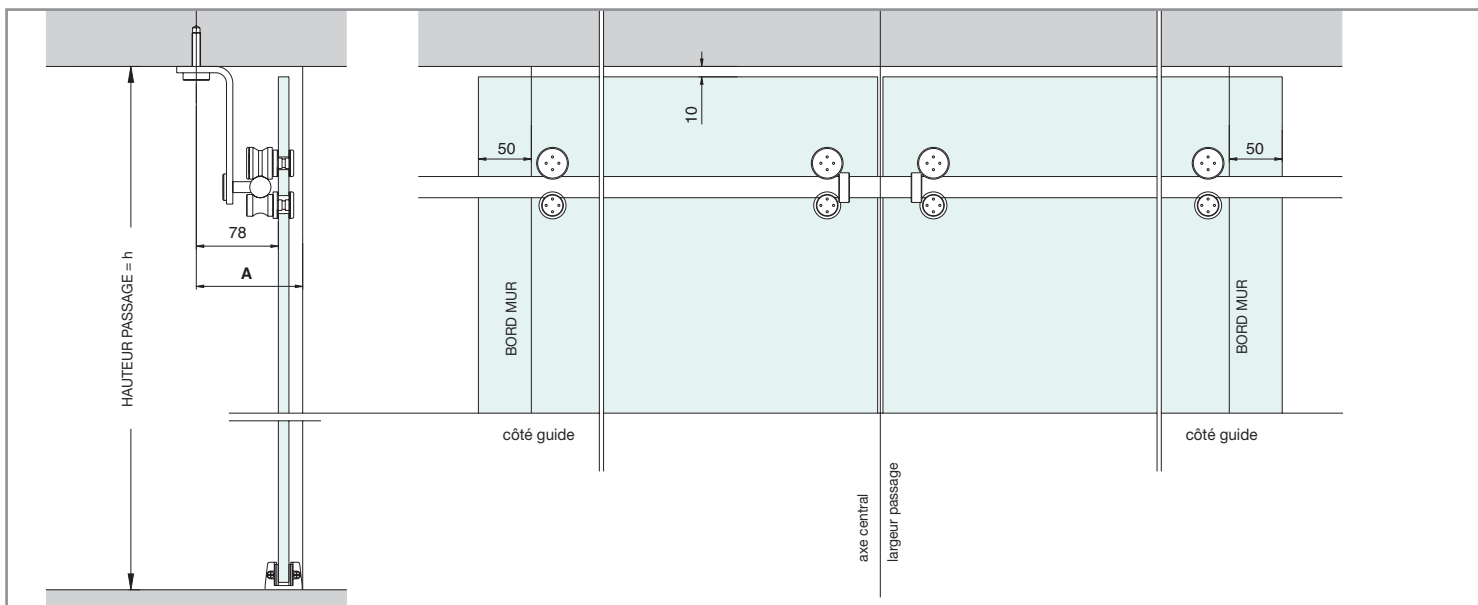 HAUTEUR PASSAGE = h
78
A
50
10
50
BORD MUR
BORD MUR
côté guide
côté guide
axe central
largeur passage